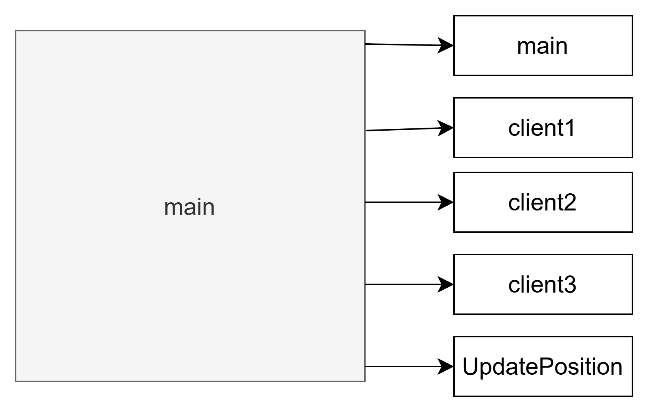 main
main
client1
client2
client3
UpdatePosition